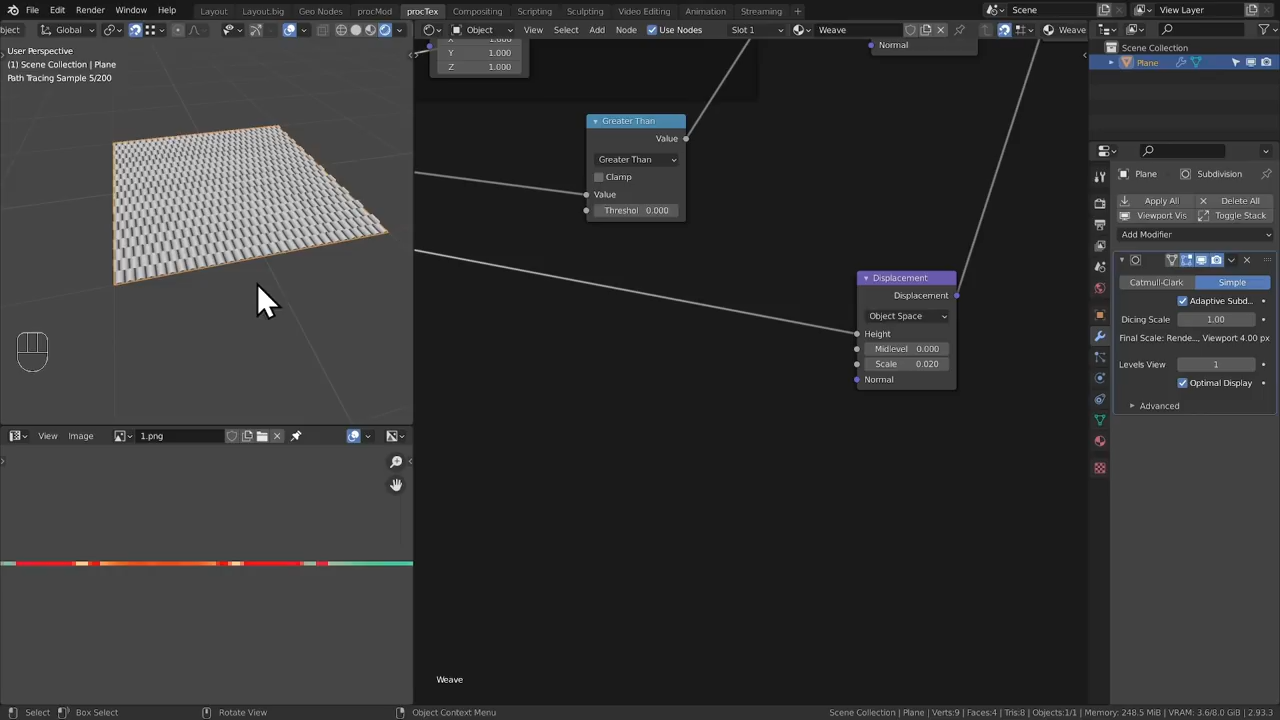 File Edit Render Window Help Layout Layout.big Geo Nodes procMod procTex Compositing Scripting Sculpting Video Editing Animation Streaming + Scene View Layer
bject Global Object View Select Add Node Use Nodes Slot 1 Weave Weave
User Perspective
(1) Scene Collection | Plane
Path Tracing Sample 5/200
X 1.000
Y 1.000
Z 1.000
Normal
Greater Than
Value
Greater Than
Clamp
Value
Threshol 0.000
Displacement
Displacement
Object Space
Height
Midlevel 0.000
Scale 0.020
Normal
Weave
Scene Collection
Plane
Plane Subdivision
Apply All Delete All
Viewport Vis Toggle Stack
Add Modifier
Catmull-Clark Simple
Adaptive Subd...
Dicing Scale 1.00
Final Scale: Rende..., Viewport 4.00 px
Levels View 1
Optimal Display
Advanced
View Image 1.png
Select Box Select Rotate View Object Context Menu Scene Collection | Plane | Verts:9 | Faces:4 | Tris:8 | Objects:1/1 | Memory: 248.5 MiB | VRAM: 3.6/8.0 GiB | 2.93.3